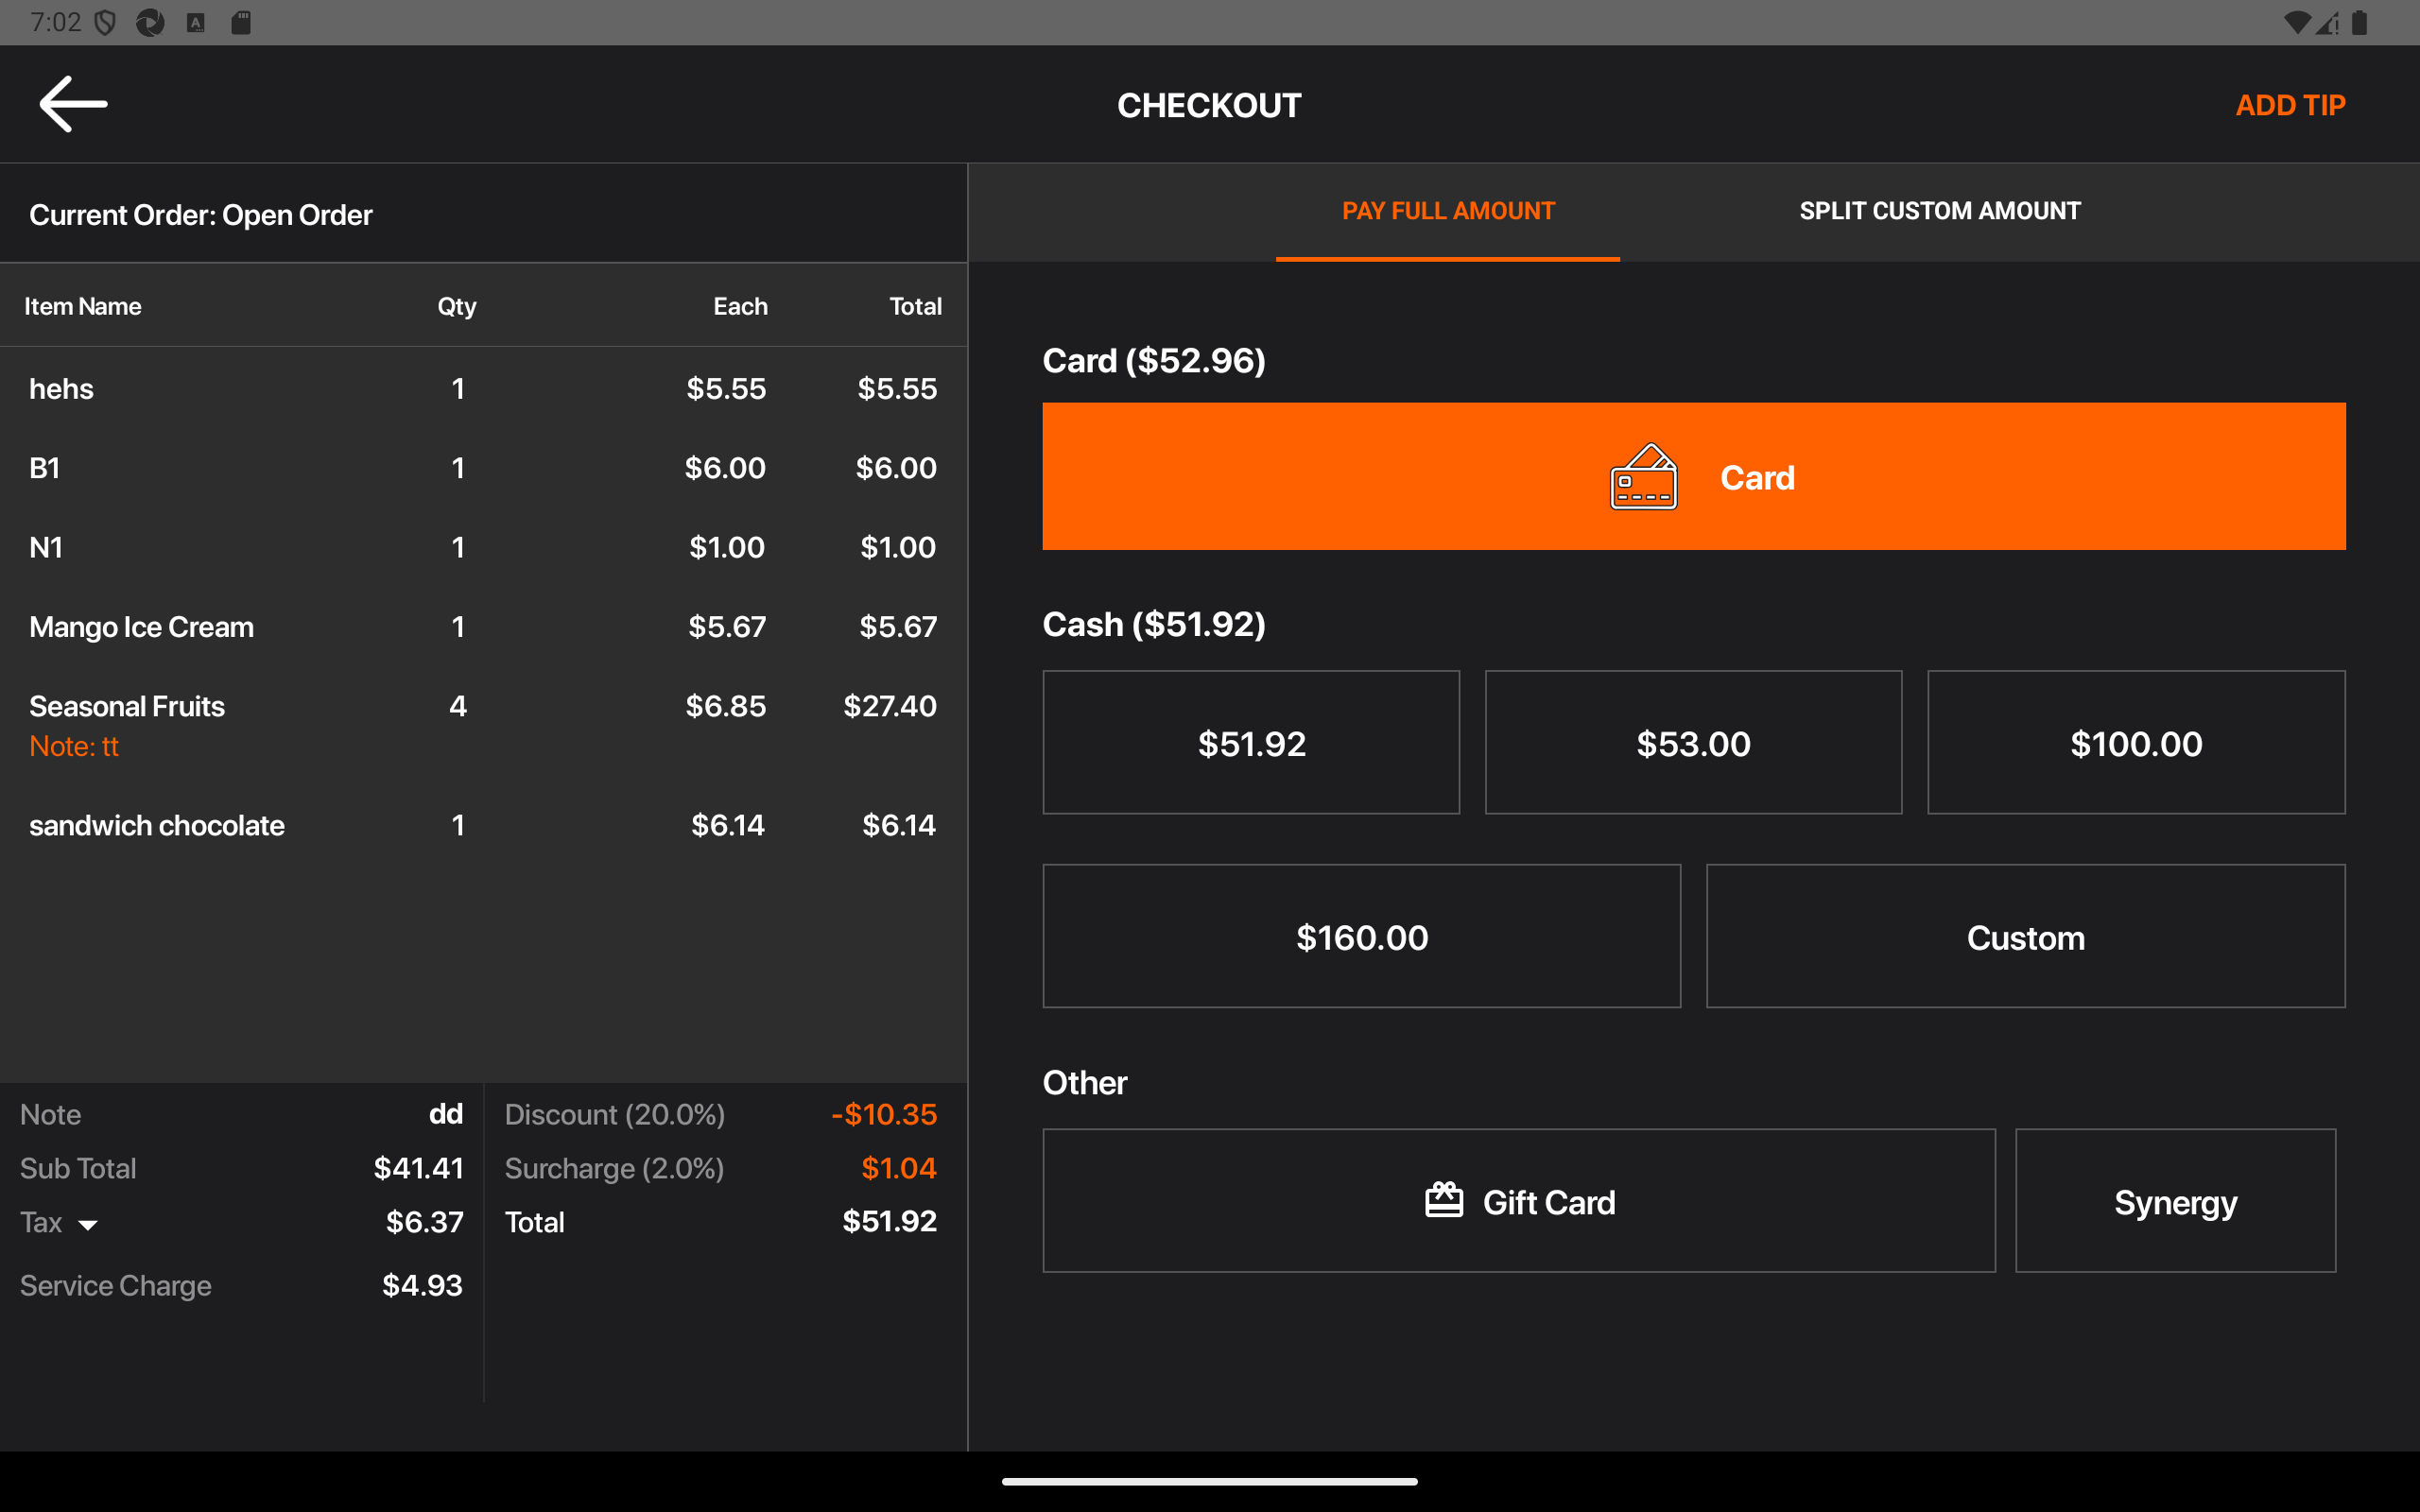 7:02
CHECKOUT
ADD TIP
Current Order: Open Order
PAY FULL AMOUNT
SPLIT CUSTOM AMOUNT
Item Name Qty Each Total
hehs 1 $5.55 $5.55
B1 1 $6.00 $6.00
N1 1 $1.00 $1.00
Mango Ice Cream 1 $5.67 $5.67
Seasonal Fruits 4 $6.85 $27.40
Note: tt
sandwich chocolate 1 $6.14 $6.14
Note dd
Sub Total $41.41
Tax $6.37
Service Charge $4.93
Discount (20.0%) -$10.35
Surcharge (2.0%) $1.04
Total $51.92
Card ($52.96)
Card
Cash ($51.92)
$51.92
$53.00
$100.00
$160.00
Custom
Other
Gift Card
Synergy